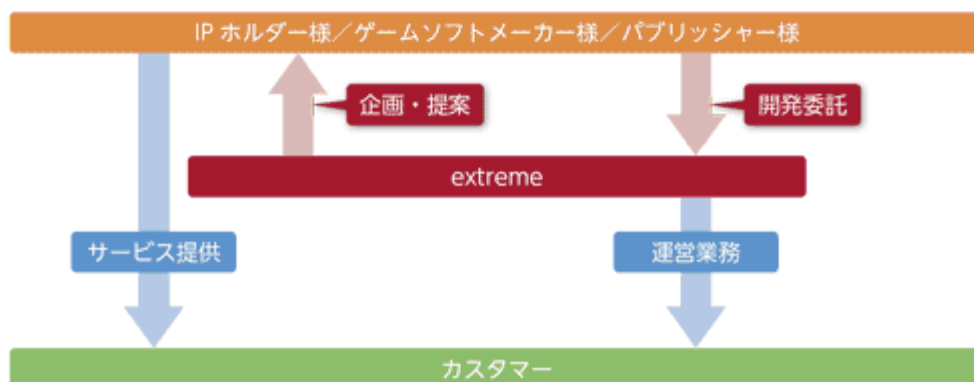 IPホルダー様／ゲームソフトメーカー様／パブリッシャー様
企画・提案
開発委託
extreme
サービス提供
運営業務
カスタマー